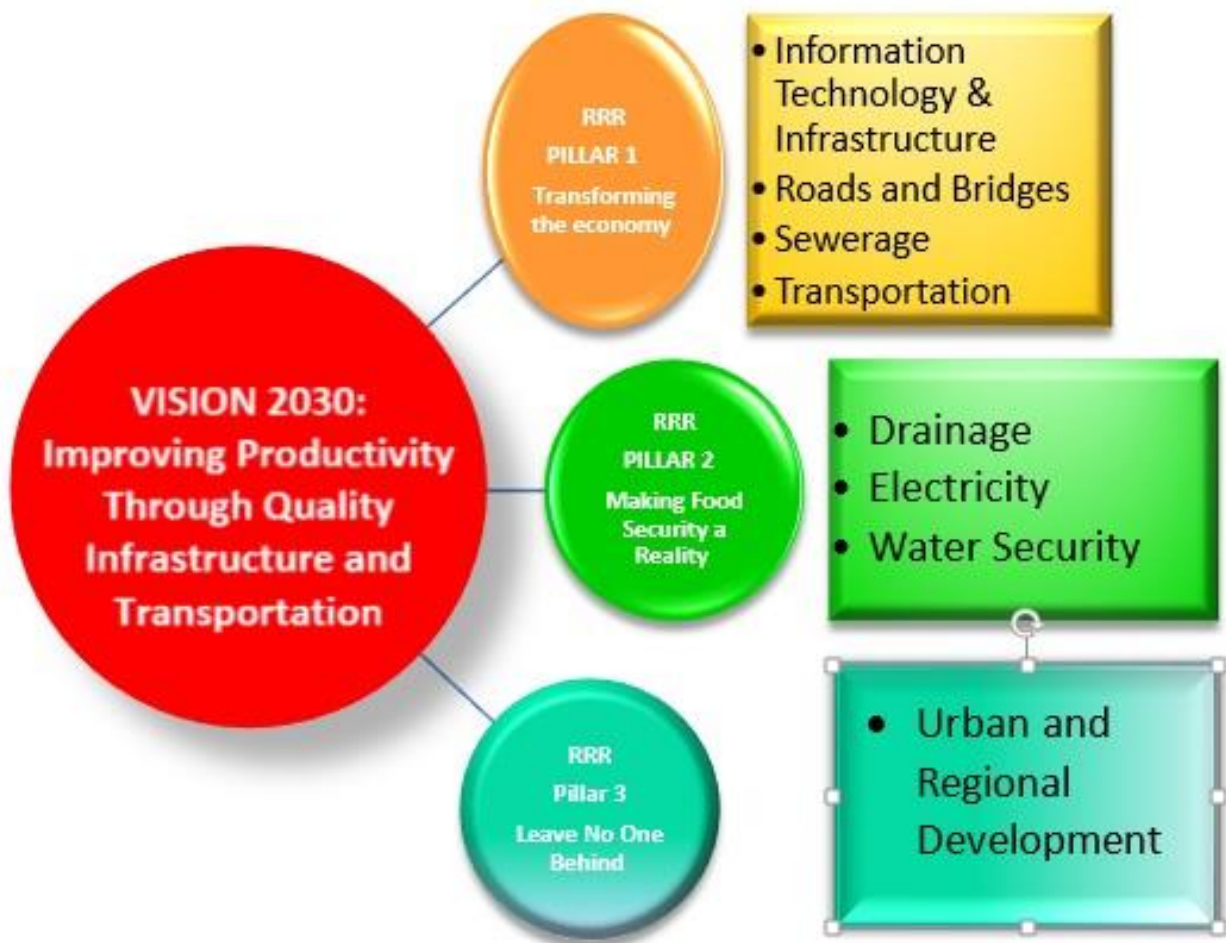 VISION 2030:
Improving Productivity
Through Quality
Infrastructure and
Transportation
RRR
PILLAR 1
Transforming
the economy
• Information
Technology &
Infrastructure
• Roads and Bridges
• Sewerage
• Transportation
RRR
PILLAR 2
Making Food
Security a
Reality
• Drainage
• Electricity
• Water Security
RRR
Pillar 3
Leave No One
Behind
• Urban and
Regional
Development